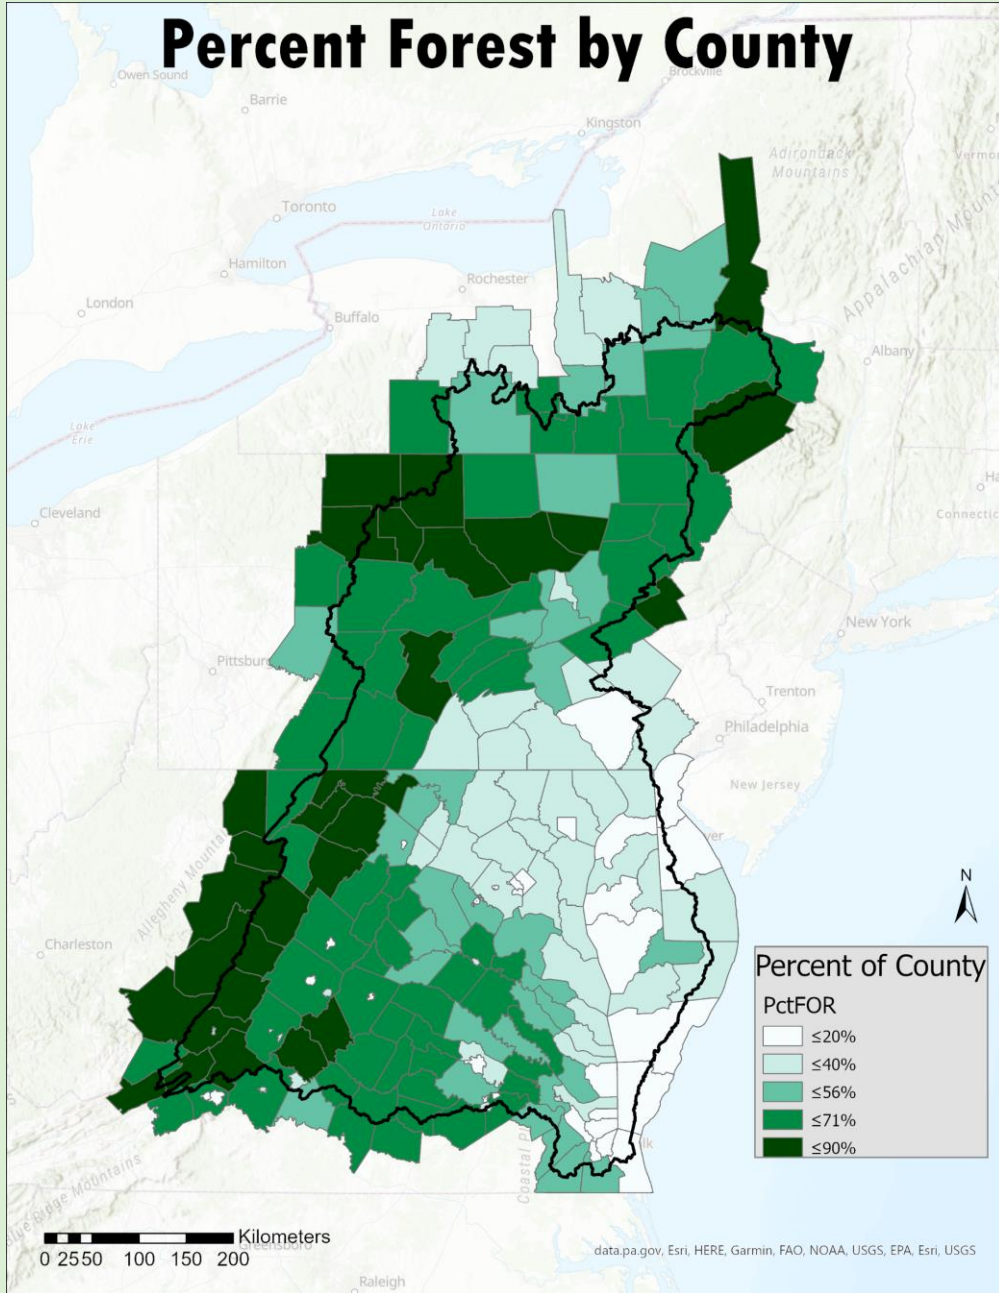 Percent Forest by County
Owen Sound
Brockville
Barrie
Kingston
Adirondack
Mountains
Vermo
Toronto
Lake
Ontario
Hamilton
Rochester
London
Buffalo
Appalachian Mount
Albany
Lake
Erie
Cleveland
Connectic
New York
Pittsburg
Trenton
Philadelphia
New Jersey
ver
Allegheny Mountai
N
Charleston
Percent of County
PctFOR
≤20%
≤40%
≤56%
≤71%
≤90%
lk
Coastal Pl
Blue Ridge Mountains
Kilometers
0 25 50 100 150 200
Greensboro
Raleigh
data.pa.gov, Esri, HERE, Garmin, FAO, NOAA, USGS, EPA, Esri, USGS